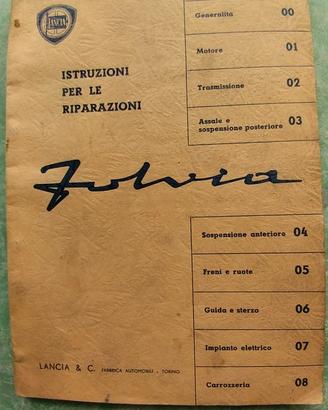 LANCIA
ISTRUZIONI
PER LE
RIPARAZIONI
Fulvia
Generalità 00
Motore 01
Trasmissione 02
Assale e
sospensione posteriore 03
Sospensione anteriore 04
Freni e ruote 05
Guida e sterzo 06
Impianto elettrico 07
Carrozzeria 08
LANCIA & C. FABBRICA AUTOMOBILI - TORINO